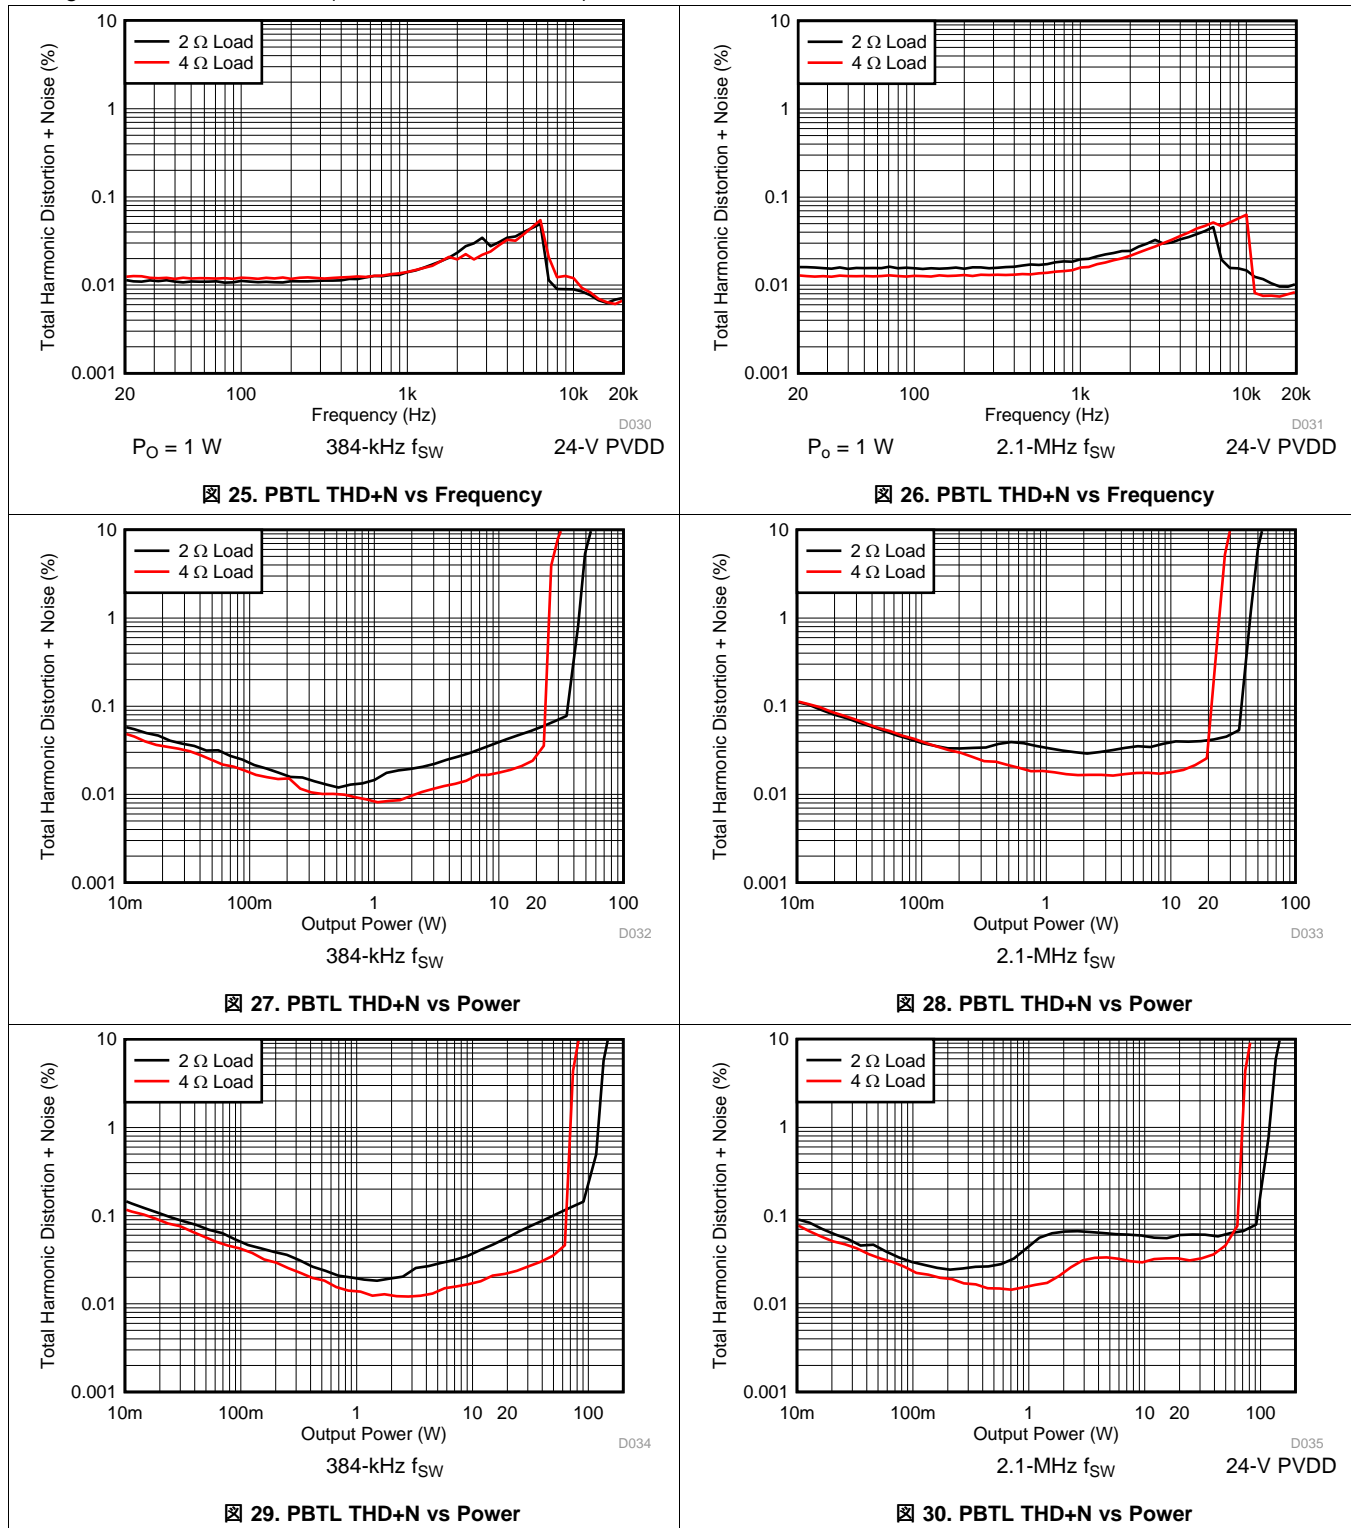 10
1
0.1
0.01
0.001
Total Harmonic Distortion + Noise (%)
2 Ω Load
4 Ω Load
20 100 1k 10k 20k
Frequency (Hz)
D030
P_O = 1 W 384-kHz f_SW 24-V PVDD
図 25. PBTL THD+N vs Frequency
10
1
0.1
0.01
0.001
Total Harmonic Distortion + Noise (%)
2 Ω Load
4 Ω Load
20 100 1k 10k 20k
Frequency (Hz)
D031
P_o = 1 W 2.1-MHz f_SW 24-V PVDD
図 26. PBTL THD+N vs Frequency
10
1
0.1
0.01
0.001
Total Harmonic Distortion + Noise (%)
2 Ω Load
4 Ω Load
10m 100m 1 10 20 100
Output Power (W)
D032
384-kHz f_SW
図 27. PBTL THD+N vs Power
10
1
0.1
0.01
0.001
Total Harmonic Distortion + Noise (%)
2 Ω Load
4 Ω Load
10m 100m 1 10 20 100
Output Power (W)
D033
2.1-MHz f_SW
図 28. PBTL THD+N vs Power
10
1
0.1
0.01
0.001
Total Harmonic Distortion + Noise (%)
2 Ω Load
4 Ω Load
10m 100m 1 10 20 100
Output Power (W)
D034
384-kHz f_SW
図 29. PBTL THD+N vs Power
10
1
0.1
0.01
0.001
Total Harmonic Distortion + Noise (%)
2 Ω Load
4 Ω Load
10m 100m 1 10 20 100
Output Power (W)
D035
2.1-MHz f_SW 24-V PVDD
図 30. PBTL THD+N vs Power